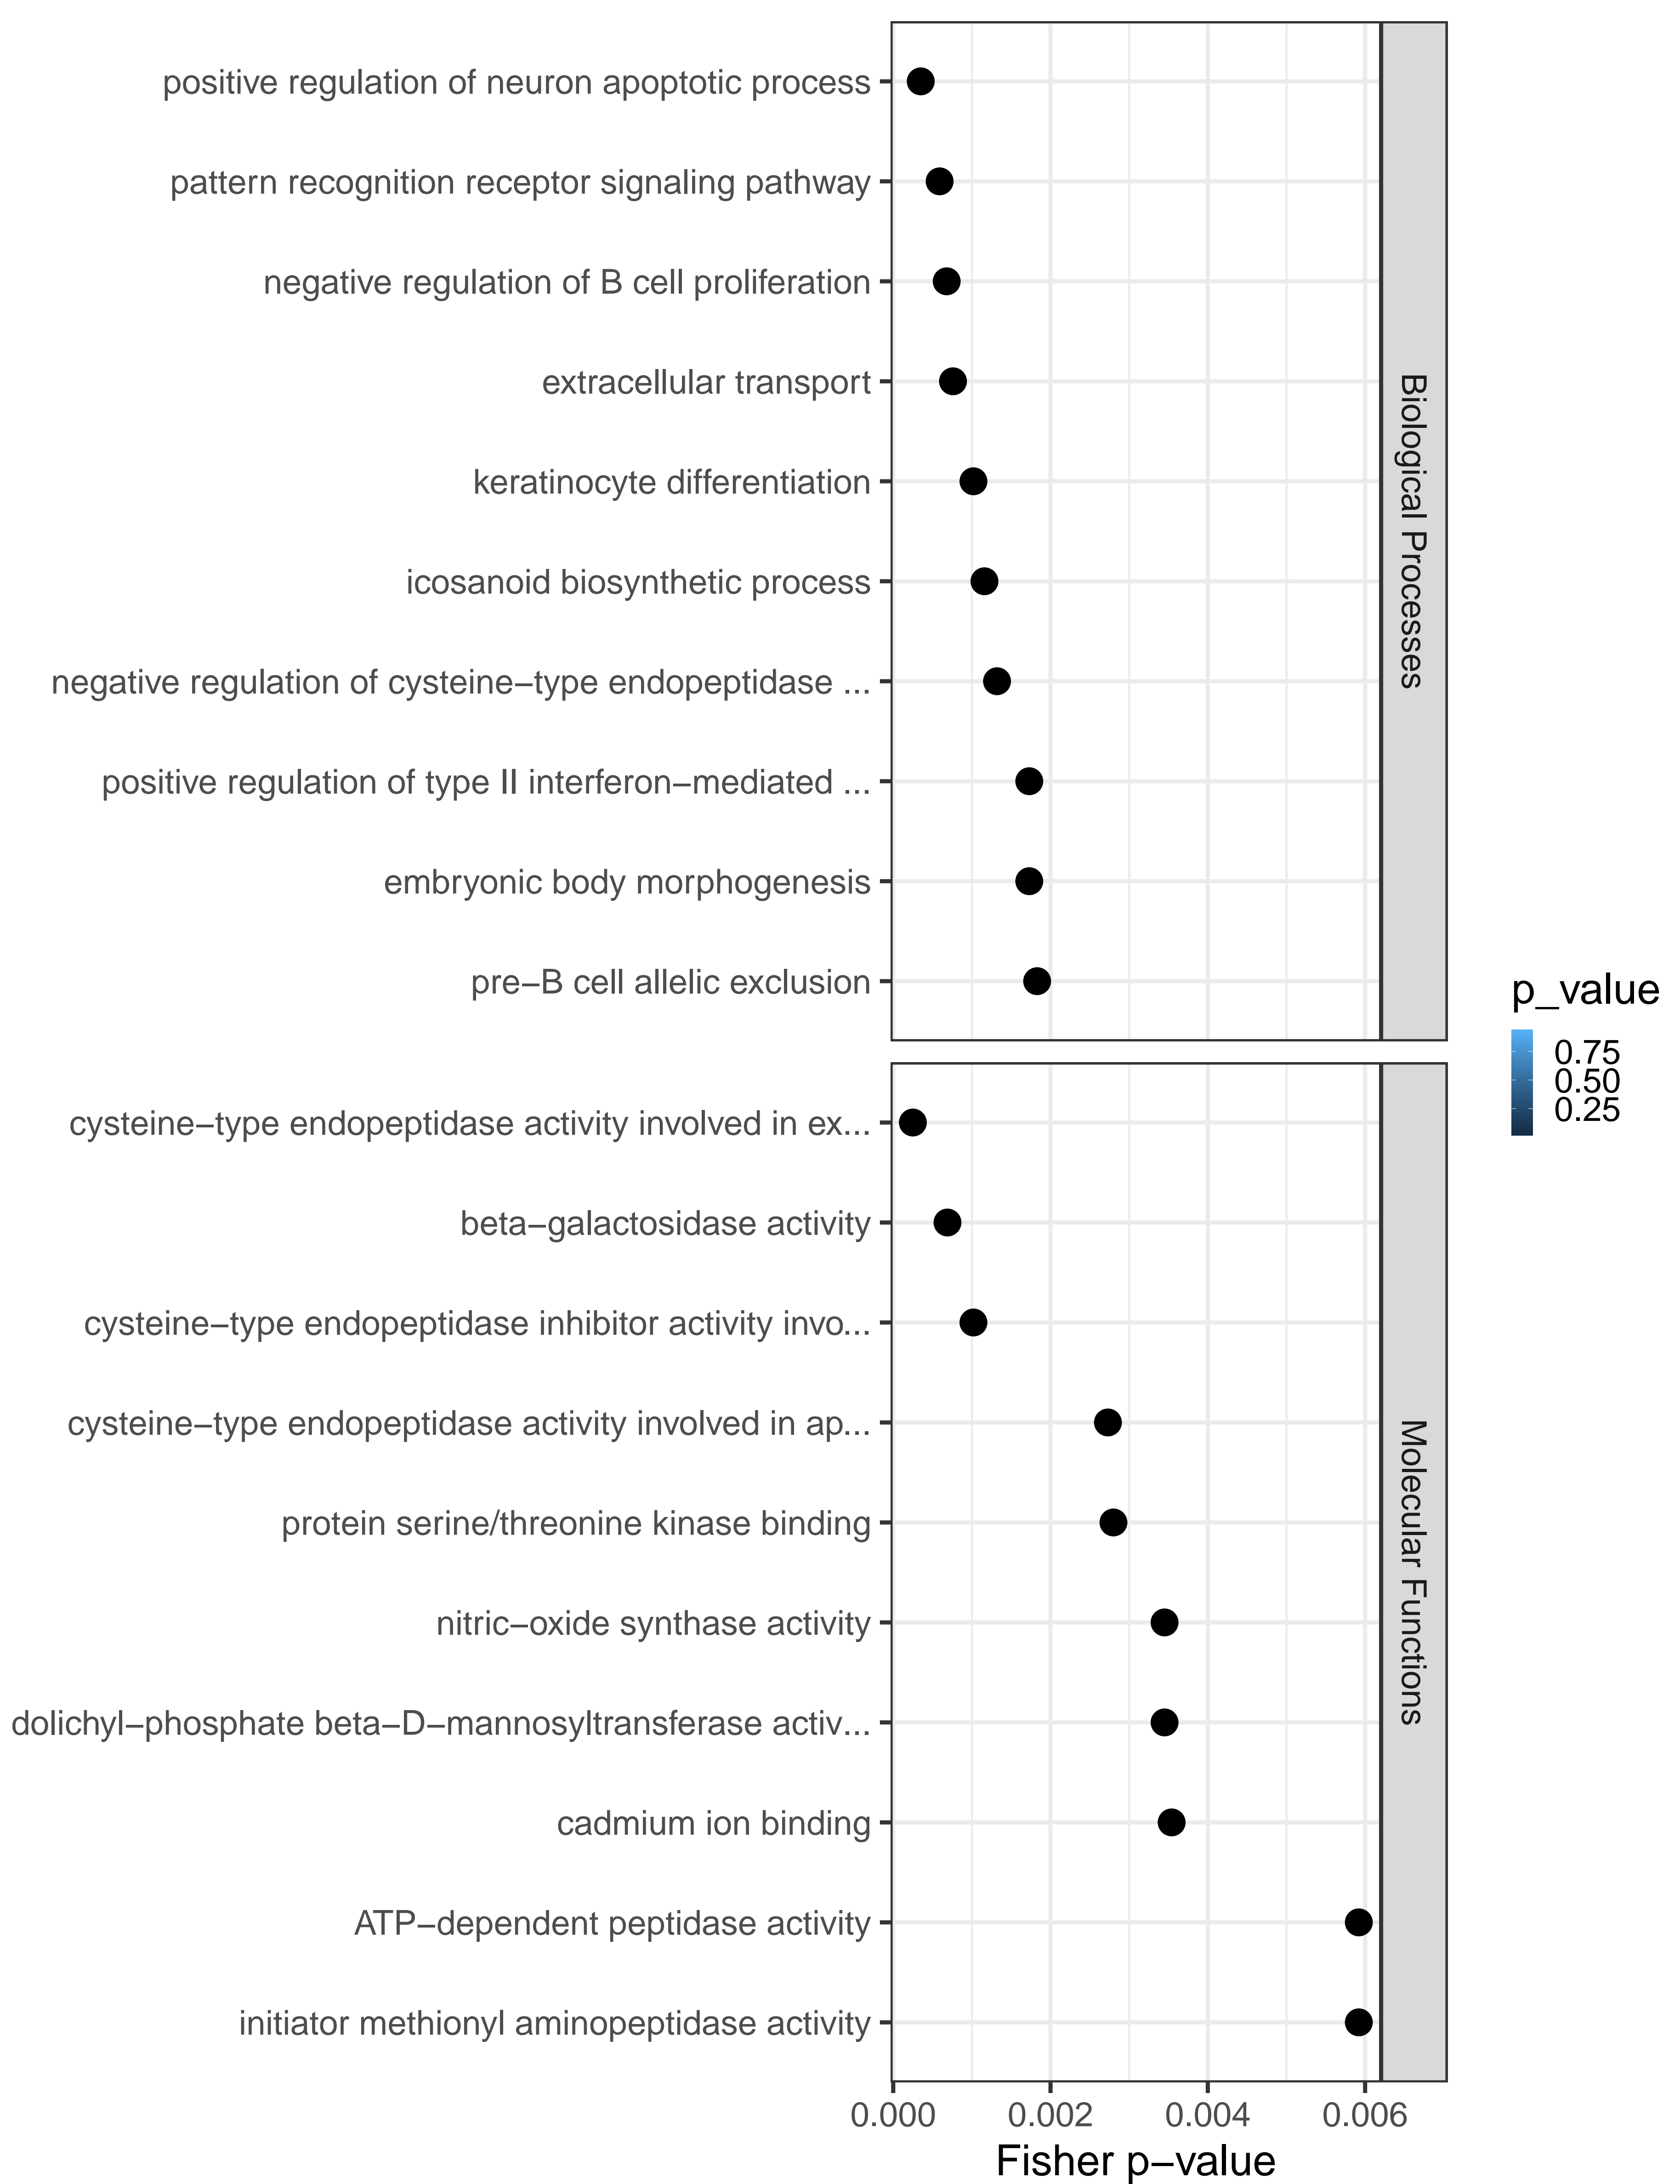 positive regulation of neuron apoptotic process
pattern recognition receptor signaling pathway
negative regulation of B cell proliferation
extracellular transport
keratinocyte differentiation
icosanoid biosynthetic process
negative regulation of cysteine−type endopeptidase ...
positive regulation of type II interferon−mediated ...
embryonic body morphogenesis
pre−B cell allelic exclusion
Biological Processes
cysteine−type endopeptidase activity involved in ex...
beta−galactosidase activity
cysteine−type endopeptidase inhibitor activity invo...
cysteine−type endopeptidase activity involved in ap...
protein serine/threonine kinase binding
nitric−oxide synthase activity
dolichyl−phosphate beta−D−mannosyltransferase activ...
cadmium ion binding
ATP−dependent peptidase activity
initiator methionyl aminopeptidase activity
Molecular Functions
0.000 0.002 0.004 0.006
Fisher p−value
p_value
0.75
0.50
0.25